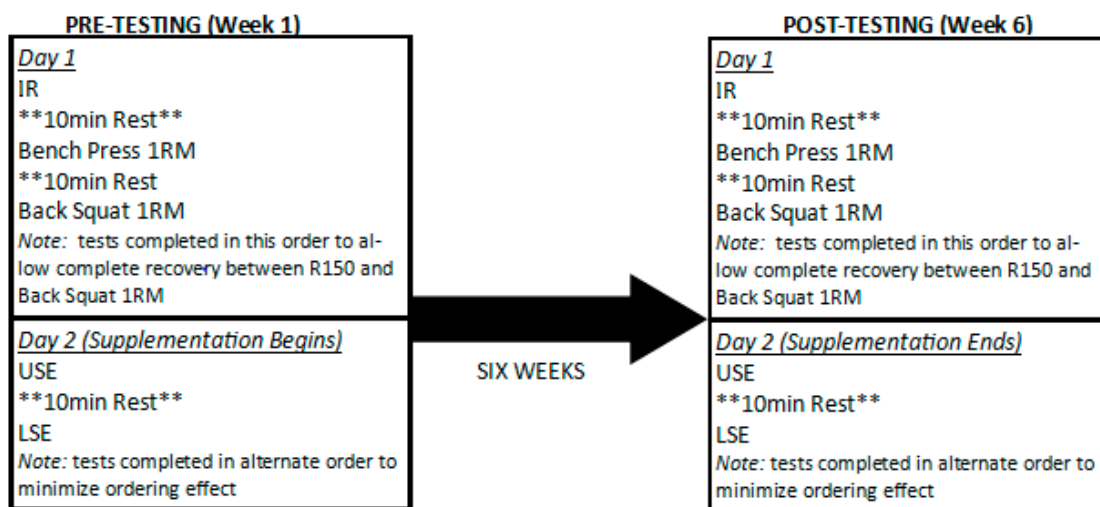 PRE-TESTING (Week 1)
Day 1
IR
**10min Rest**
Bench Press 1RM
**10min Rest
Back Squat 1RM
Note: tests completed in this order to al-
low complete recovery between R150 and
Back Squat 1RM
Day 2 (Supplementation Begins)
USE
**10min Rest**
LSE
Note: tests completed in alternate order to
minimize ordering effect
SIX WEEKS
POST-TESTING (Week 6)
Day 1
IR
**10min Rest**
Bench Press 1RM
**10min Rest
Back Squat 1RM
Note: tests completed in this order to al-
low complete recovery between R150 and
Back Squat 1RM
Day 2 (Supplementation Ends)
USE
**10min Rest**
LSE
Note: tests completed in alternate order to
minimize ordering effect